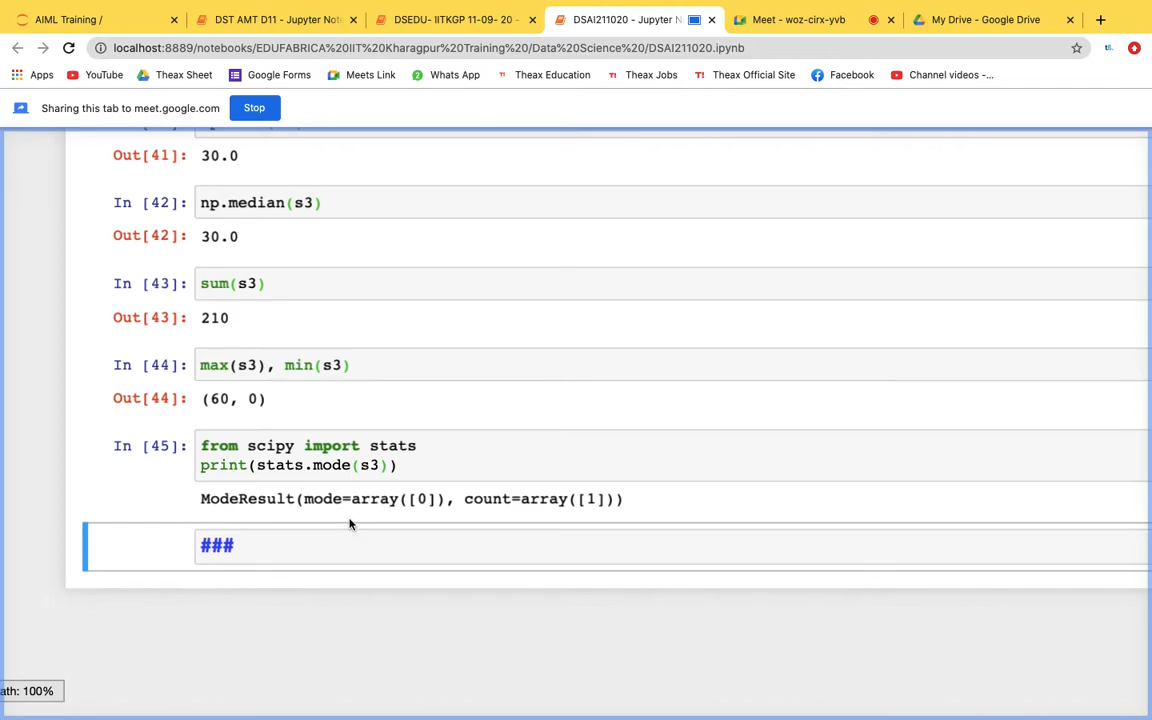 AIML Training /
DST AMT D11 - Jupyter Note
DSEDU- IITKGP 11-09- 20 -
DSAI211020 - Jupyter N
Meet - woz-cirx-yvb
My Drive - Google Drive
localhost:8889/notebooks/EDUFABRICA%20IIT%20Kharagpur%20Training%20/Data%20Science%20/DSAI211020.ipynb
Apps YouTube Theax Sheet Google Forms Meets Link Whats App Theax Education Theax Jobs Theax Official Site Facebook Channel videos -...
Sharing this tab to meet.google.com Stop
Out[41]: 30.0
In [42]: np.median(s3)
Out[42]: 30.0
In [43]: sum(s3)
Out[43]: 210
In [44]: max(s3), min(s3)
Out[44]: (60, 0)
In [45]: from scipy import stats
print(stats.mode(s3))
ModeResult(mode=array([0]), count=array([1]))
###
ath: 100%